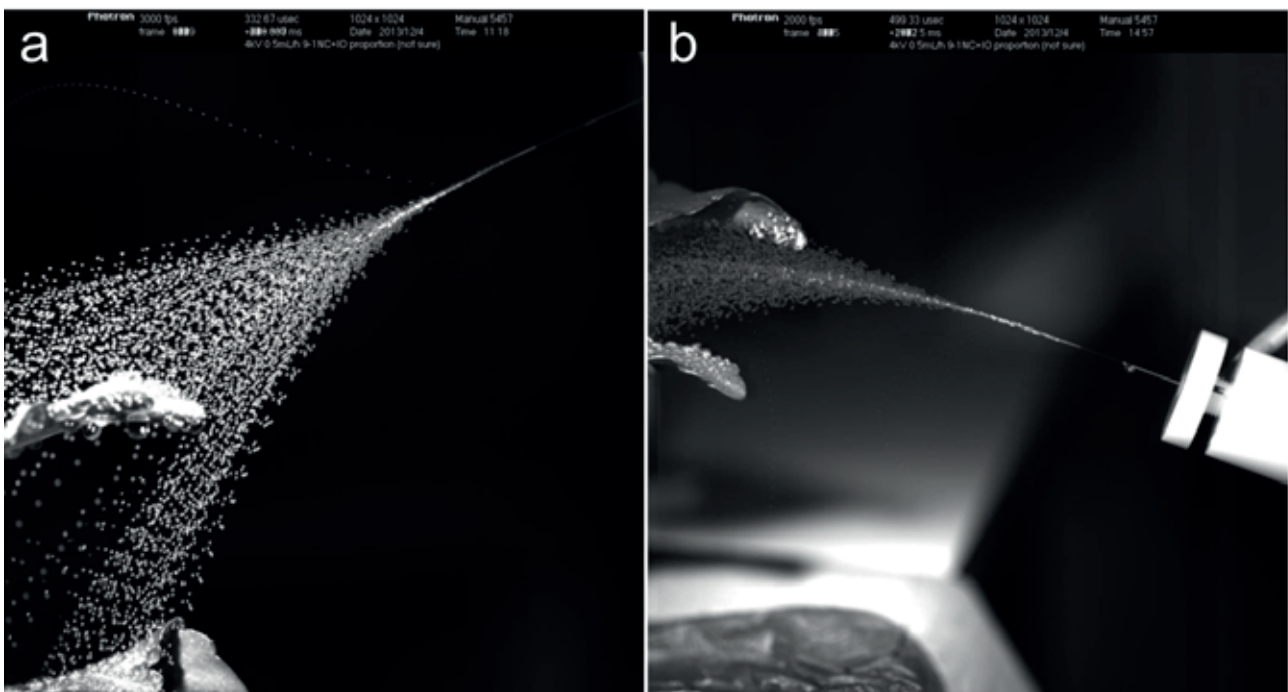 a
Photron 3000 fps 332.67 usec 1024 x 1024 Manual 5457
frame Date 2013/12/4 Time 11:18
4kV 0.5mL/h 9-1NC+IO proportion (not sure)
b
Photron 2000 fps 499.33 usec 1024 x 1024 Manual 5457
frame Date 2013/12/4 Time 14:57
4kV 0.5mL/h 9-1NC+IO proportion (not sure)